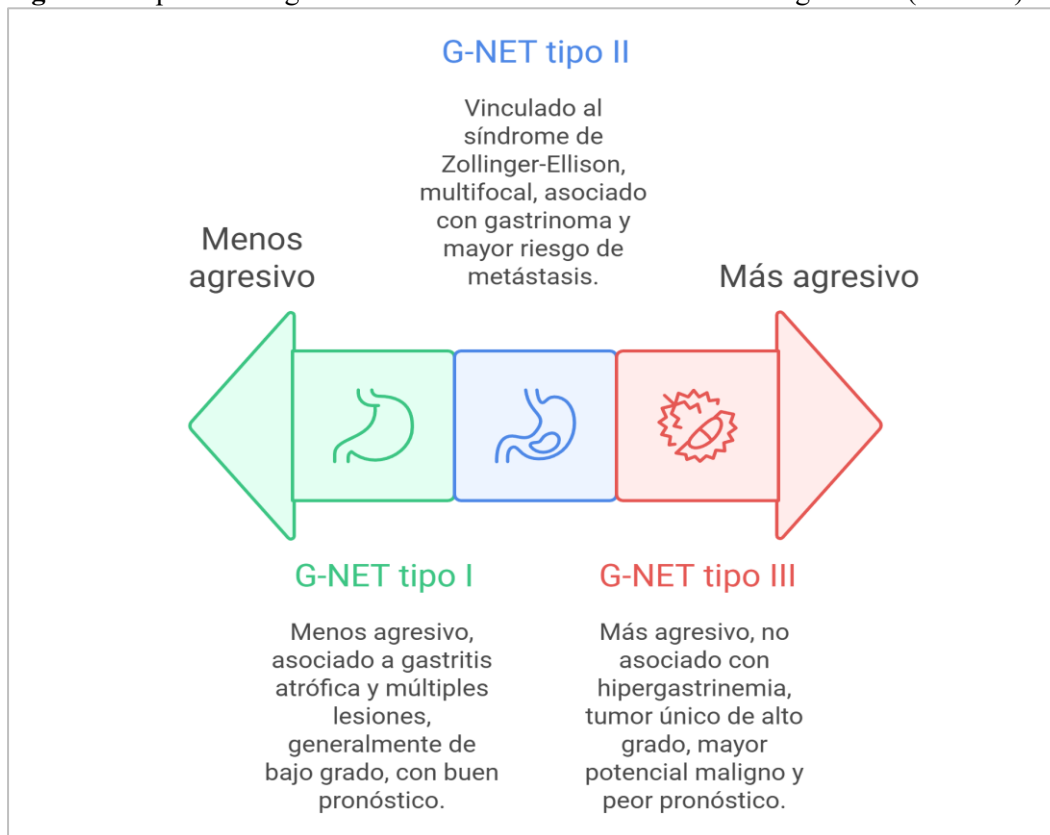 G-NET tipo II
Vinculado al
síndrome de
Zollinger-Ellison,
multifocal, asociado
con gastrinoma y
mayor riesgo de
metástasis.
Menos
agresivo
Más agresivo
G-NET tipo I
Menos agresivo,
asociado a gastritis
atrófica y múltiples
lesiones,
generalmente de
bajo grado, con buen
pronóstico.
G-NET tipo III
Más agresivo, no
asociado con
hipergastrinemia,
tumor único de alto
grado, mayor
potencial maligno y
peor pronóstico.